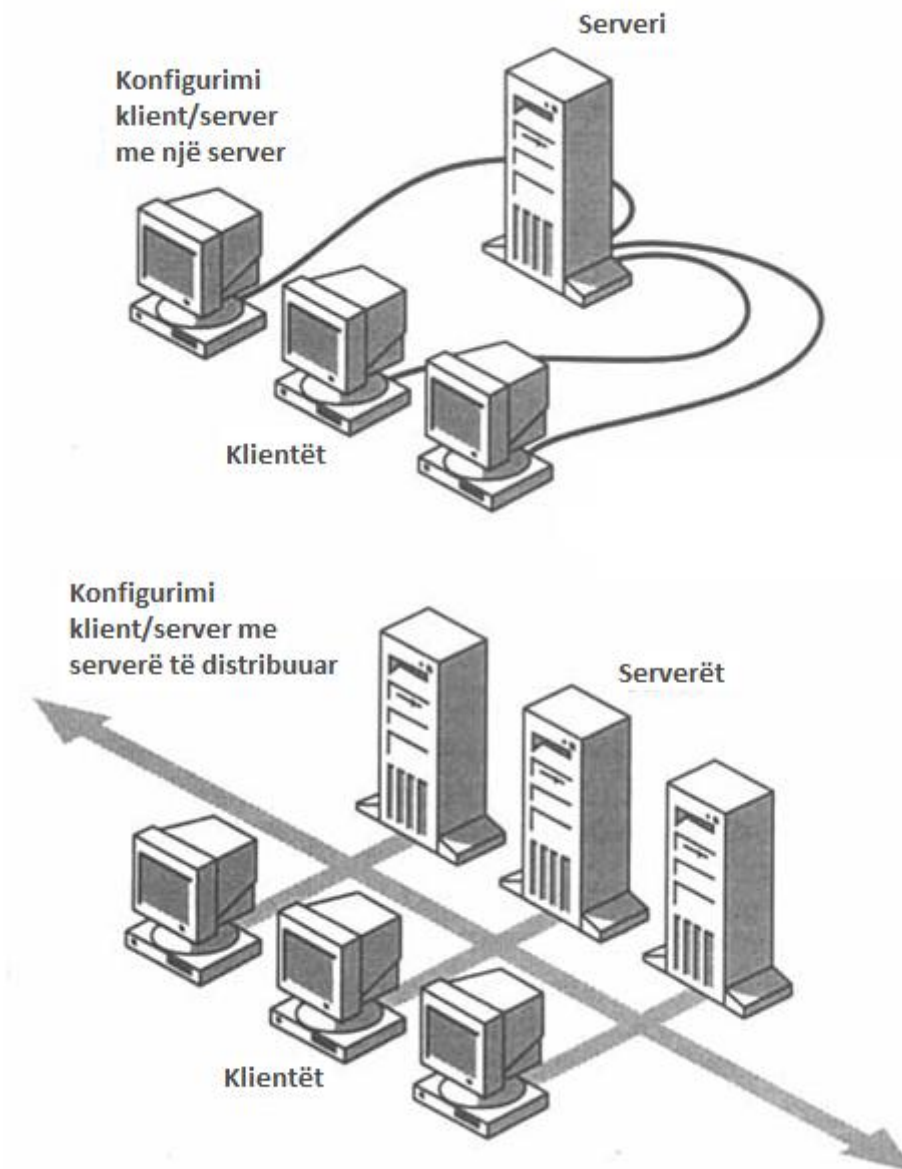 Serveri
Konfigurimi
klient/server
me një server
Klientët
Konfigurimi
klient/server me
serverë të distribuuar
Serverët
Klientët